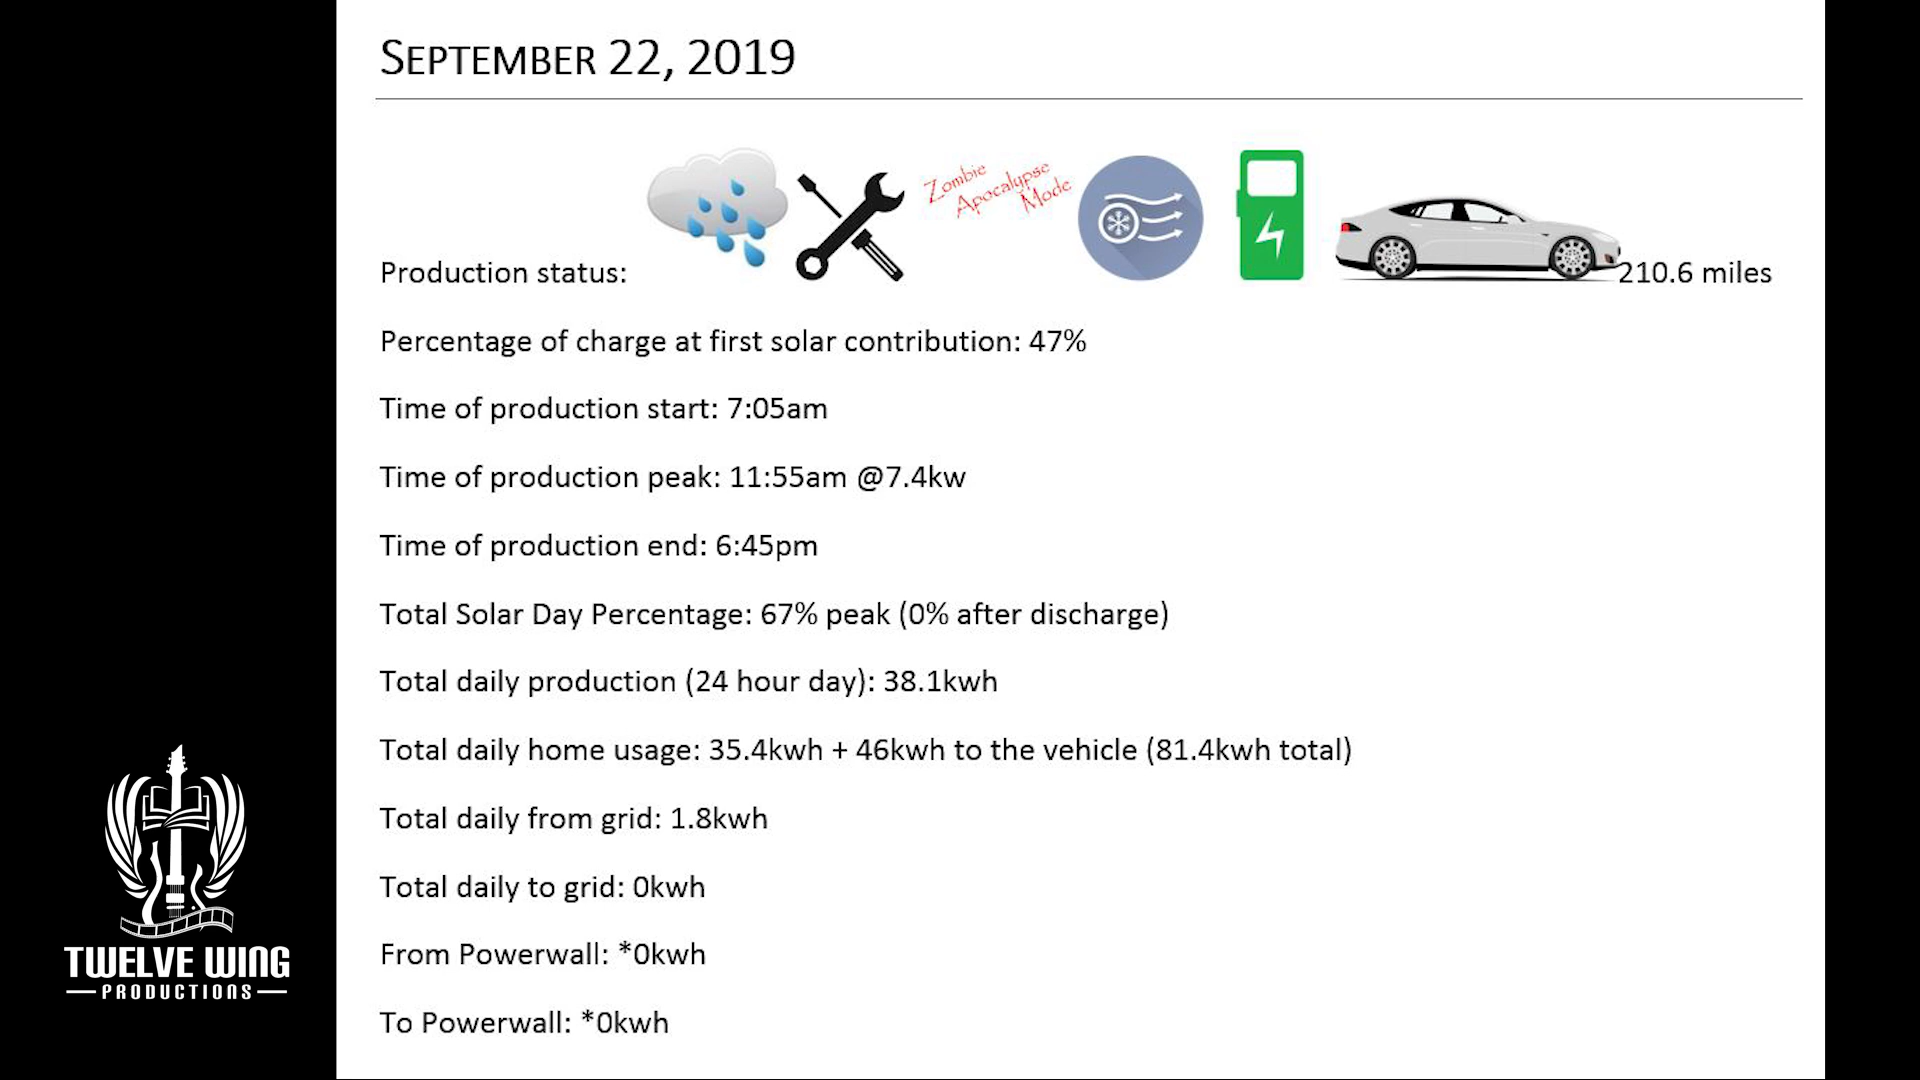 SEPTEMBER 22, 2019
Zombie
Apocalypse
Mode
Production status:
210.6 miles
Percentage of charge at first solar contribution: 47%
Time of production start: 7:05am
Time of production peak: 11:55am @7.4kw
Time of production end: 6:45pm
Total Solar Day Percentage: 67% peak (0% after discharge)
Total daily production (24 hour day): 38.1kwh
Total daily home usage: 35.4kwh + 46kwh to the vehicle (81.4kwh total)
Total daily from grid: 1.8kwh
Total daily to grid: 0kwh
From Powerwall: *0kwh
To Powerwall: *0kwh
TWELVE WING
PRODUCTIONS